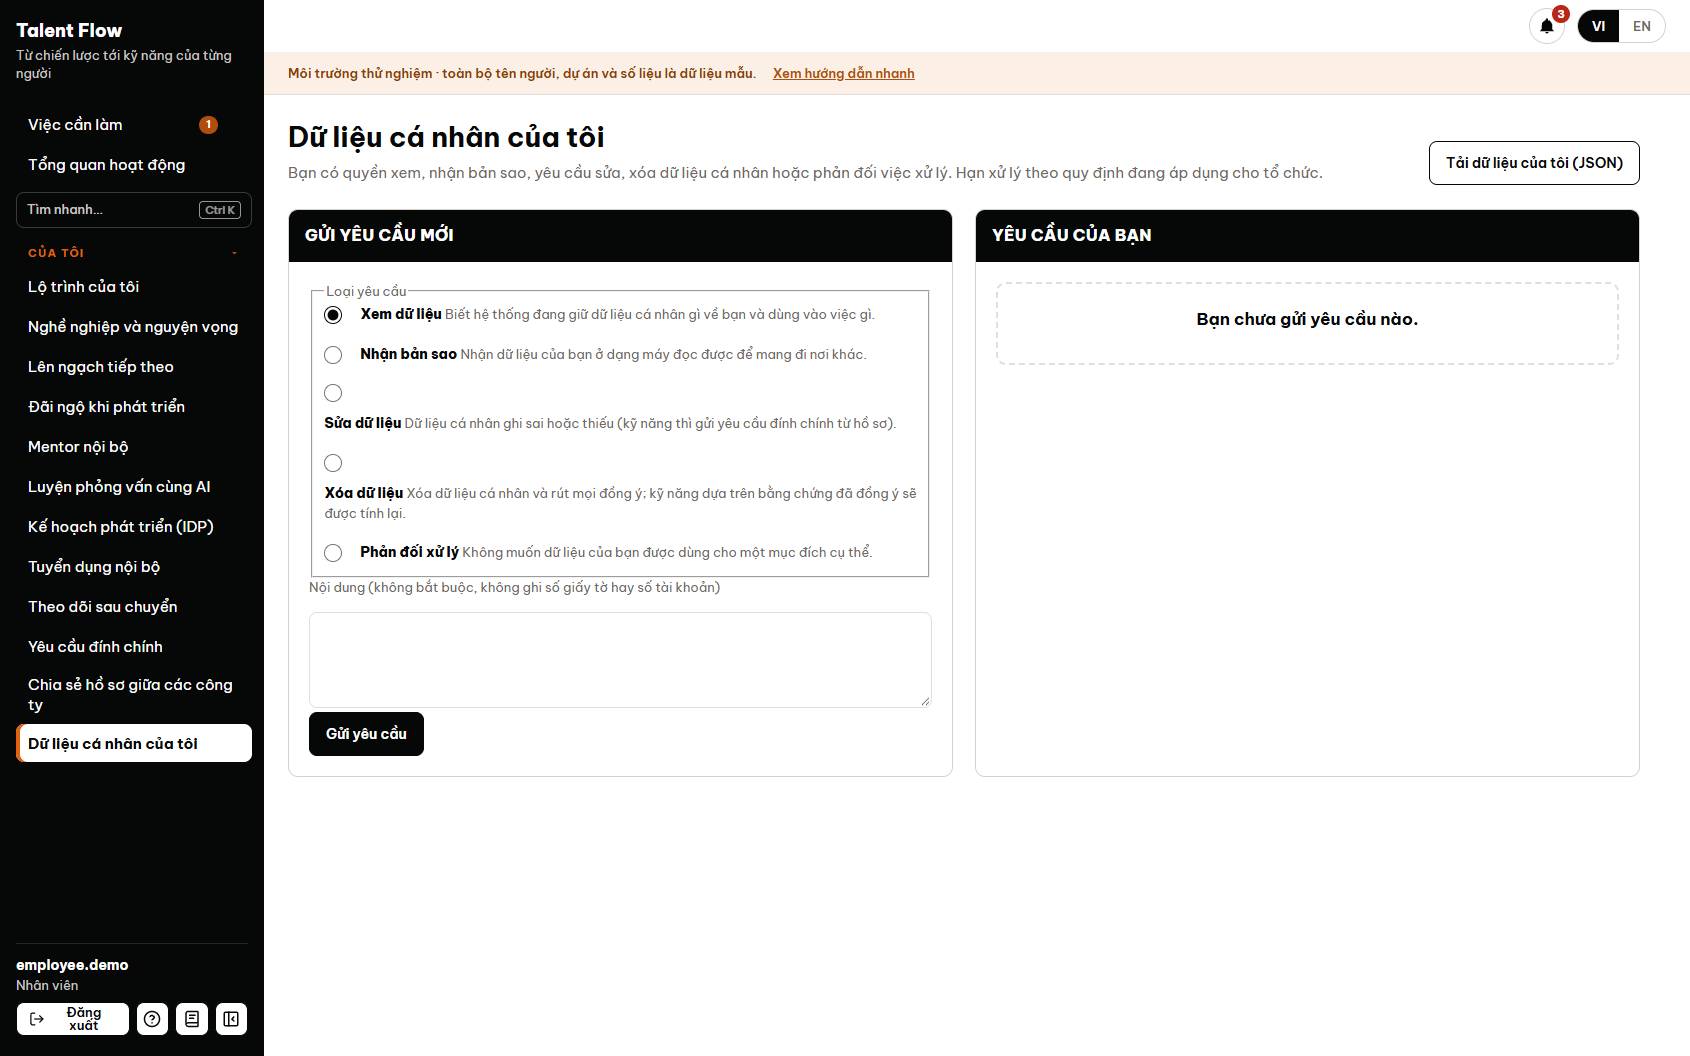 Talent Flow
Từ chiến lược tới kỹ năng của từng
người
Việc cần làm 1
Tổng quan hoạt động
Tìm nhanh... Ctrl K
CỦA TÔI
Lộ trình của tôi
Nghề nghiệp và nguyện vọng
Lên ngạch tiếp theo
Đãi ngộ khi phát triển
Mentor nội bộ
Luyện phỏng vấn cùng AI
Kế hoạch phát triển (IDP)
Tuyển dụng nội bộ
Theo dõi sau chuyển
Yêu cầu đính chính
Chia sẻ hồ sơ giữa các công
ty
Dữ liệu cá nhân của tôi
employee.demo
Nhân viên
Đăng
xuất
3
VI EN
Môi trường thử nghiệm · toàn bộ tên người, dự án và số liệu là dữ liệu mẫu. Xem hướng dẫn nhanh
Dữ liệu cá nhân của tôi
Bạn có quyền xem, nhận bản sao, yêu cầu sửa, xóa dữ liệu cá nhân hoặc phản đối việc xử lý. Hạn xử lý theo quy định đang áp dụng cho tổ chức.
Tải dữ liệu của tôi (JSON)
GỬI YÊU CẦU MỚI
Loại yêu cầu
Xem dữ liệu Biết hệ thống đang giữ dữ liệu cá nhân gì về bạn và dùng vào việc gì.
Nhận bản sao Nhận dữ liệu của bạn ở dạng máy đọc được để mang đi nơi khác.
Sửa dữ liệu Dữ liệu cá nhân ghi sai hoặc thiếu (kỹ năng thì gửi yêu cầu đính chính từ hồ sơ).
Xóa dữ liệu Xóa dữ liệu cá nhân và rút mọi đồng ý; kỹ năng dựa trên bằng chứng đã đồng ý sẽ
được tính lại.
Phản đối xử lý Không muốn dữ liệu của bạn được dùng cho một mục đích cụ thể.
Nội dung (không bắt buộc, không ghi số giấy tờ hay số tài khoản)
Gửi yêu cầu
YÊU CẦU CỦA BẠN
Bạn chưa gửi yêu cầu nào.